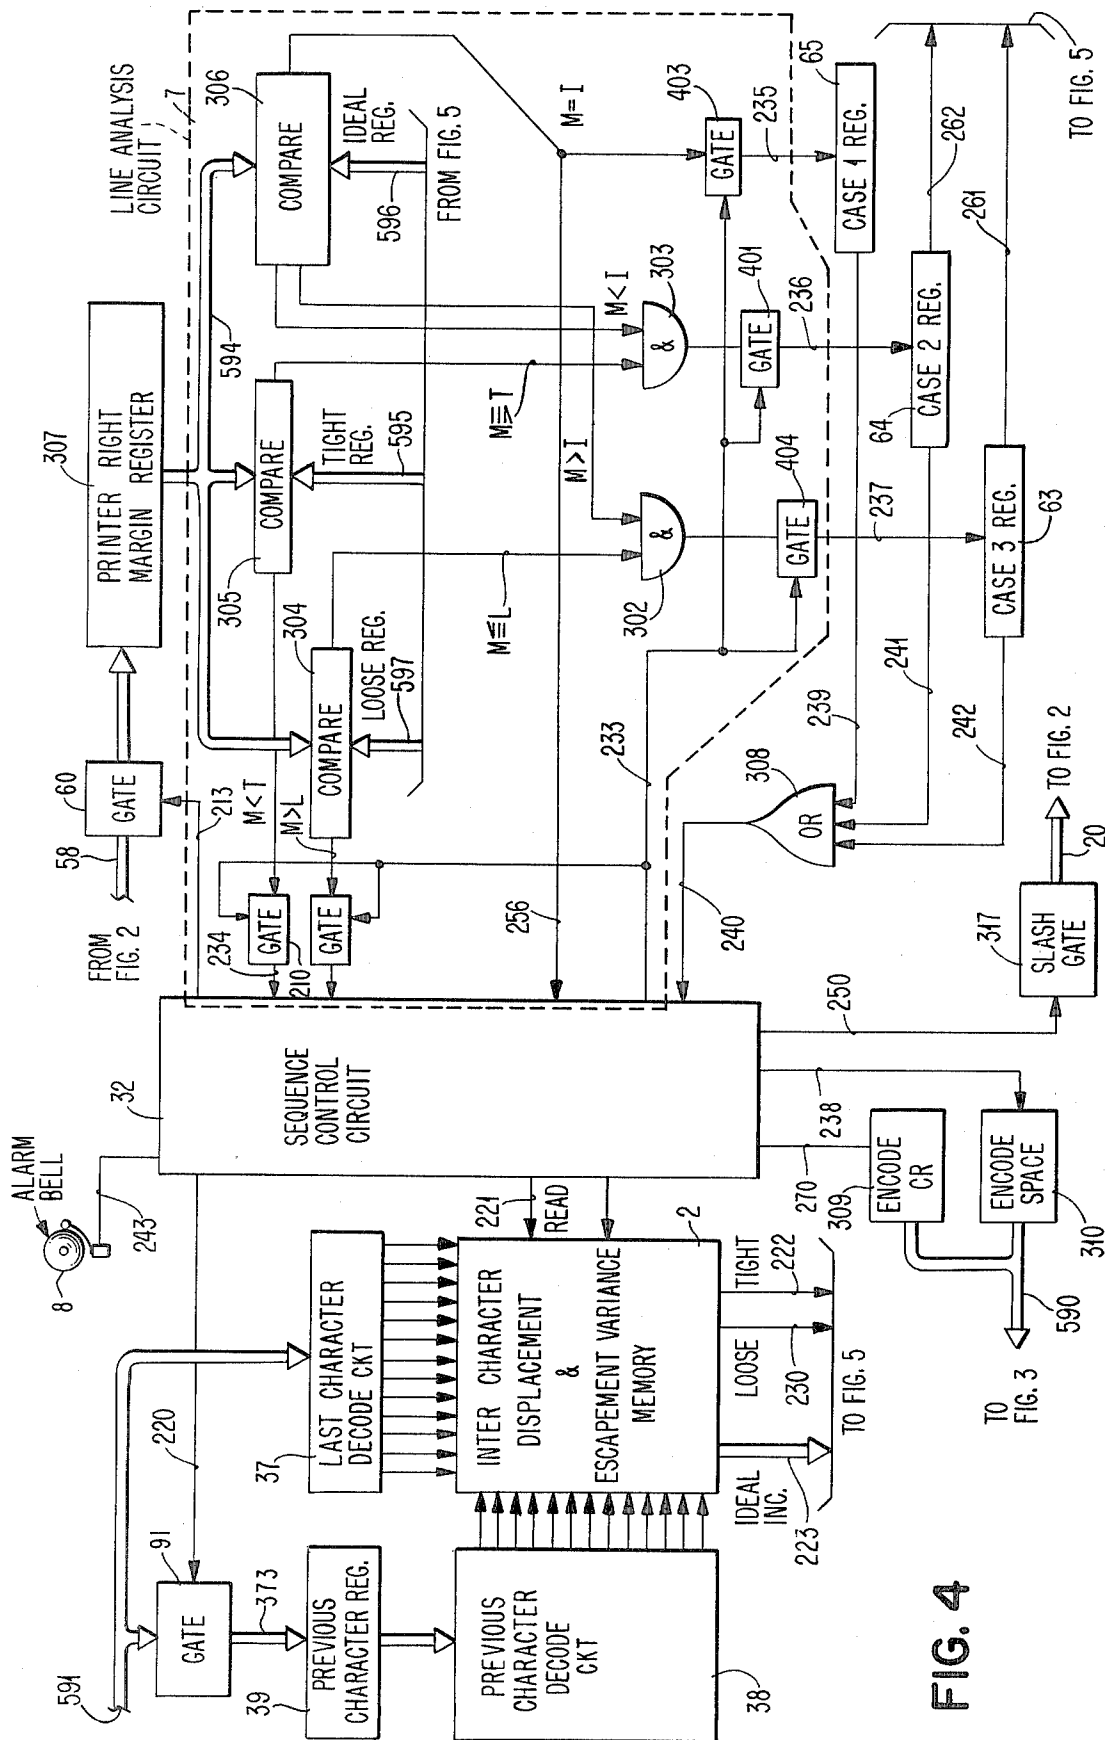 591
91
GATE
373
39
PREVIOUS
CHARACTER REG.
PREVIOUS
CHARACTER
DECODE
CKT
38
220
37
LAST CHARACTER
DECODE CKT
INTER CHARACTER
DISPLACEMENT
&
ESCAPEMENT VARIANCE
MEMORY
2
IDEAL
INC.
223
LOOSE
230
TIGHT
222
TO FIG. 5
8
ALARM
BELL
243
32
SEQUENCE
CONTROL
CIRCUIT
221
READ
270
238
250
309
ENCODE
CR
ENCODE
SPACE
310
590
TO
FIG. 3
317
SLASH
GATE
20
TO FIG. 2
FROM
FIG. 2
58
60
GATE
213
307
PRINTER RIGHT
MARGIN REGISTER
LINE ANALYSIS
CIRCUIT
7
234
GATE
210
GATE
M<T
M>L
305
COMPARE
304
COMPARE
LOOSE REG.
597
TIGHT REG.
595
594
306
COMPARE
IDEAL
REG.
596
FROM FIG. 5
M≦L
M≧T
M>I
M<I
M=I
256
233
302
&
303
&
404
GATE
401
GATE
403
GATE
237
236
235
240
308
OR
239
241
242
65
CASE 1 REG.
64
CASE 2 REG.
CASE 3 REG.
63
262
261
TO FIG. 5
FIG. 4